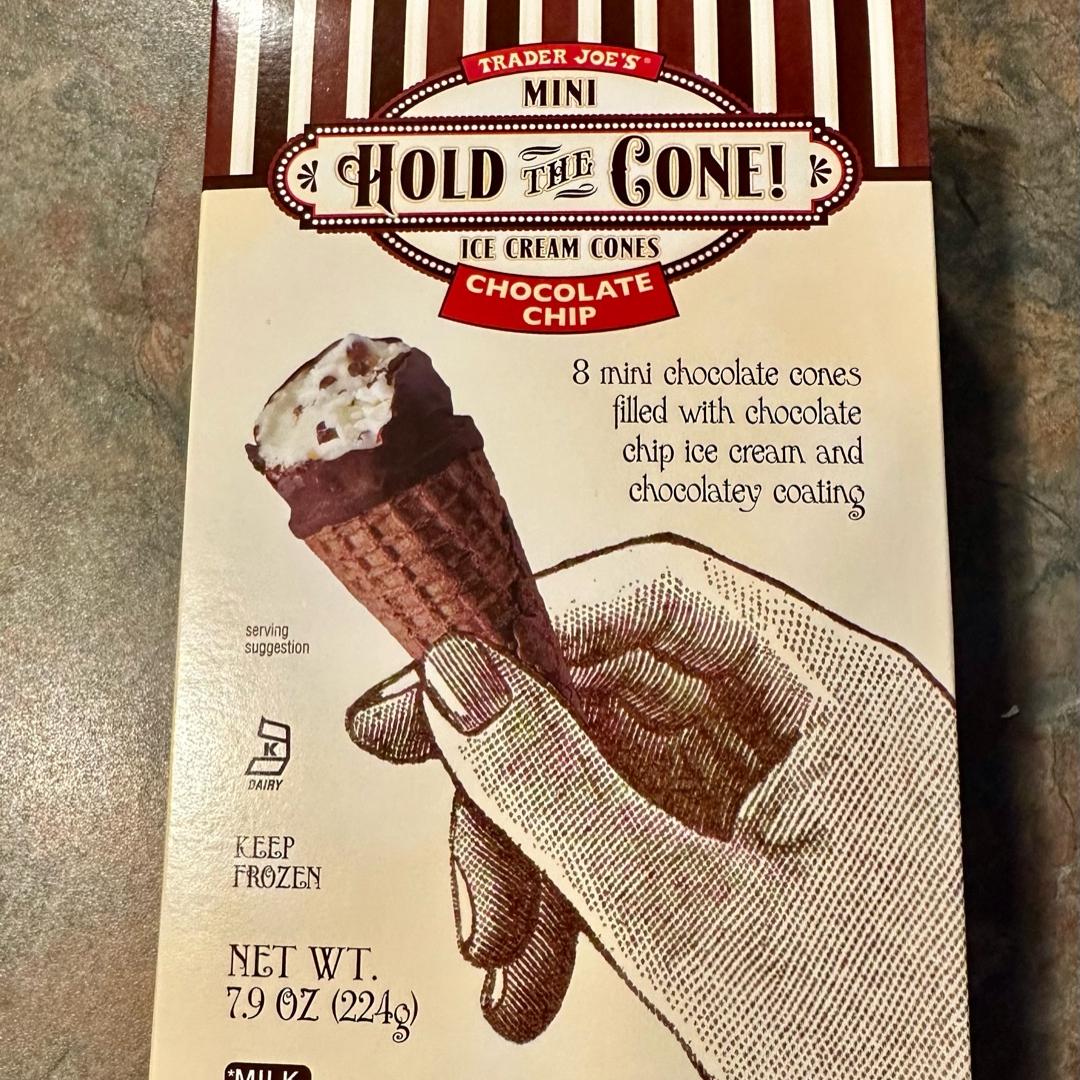 TRADER JOE'S®
MINI
HOLD THE CONE!
ICE CREAM CONES
CHOCOLATE
CHIP
8 mini chocolate cones
filled with chocolate
chip ice cream and
chocolatey coating
serving
suggestion
K
DAIRY
KEEP
FROZEN
NET WT.
7.9 OZ (224g)
*MILK